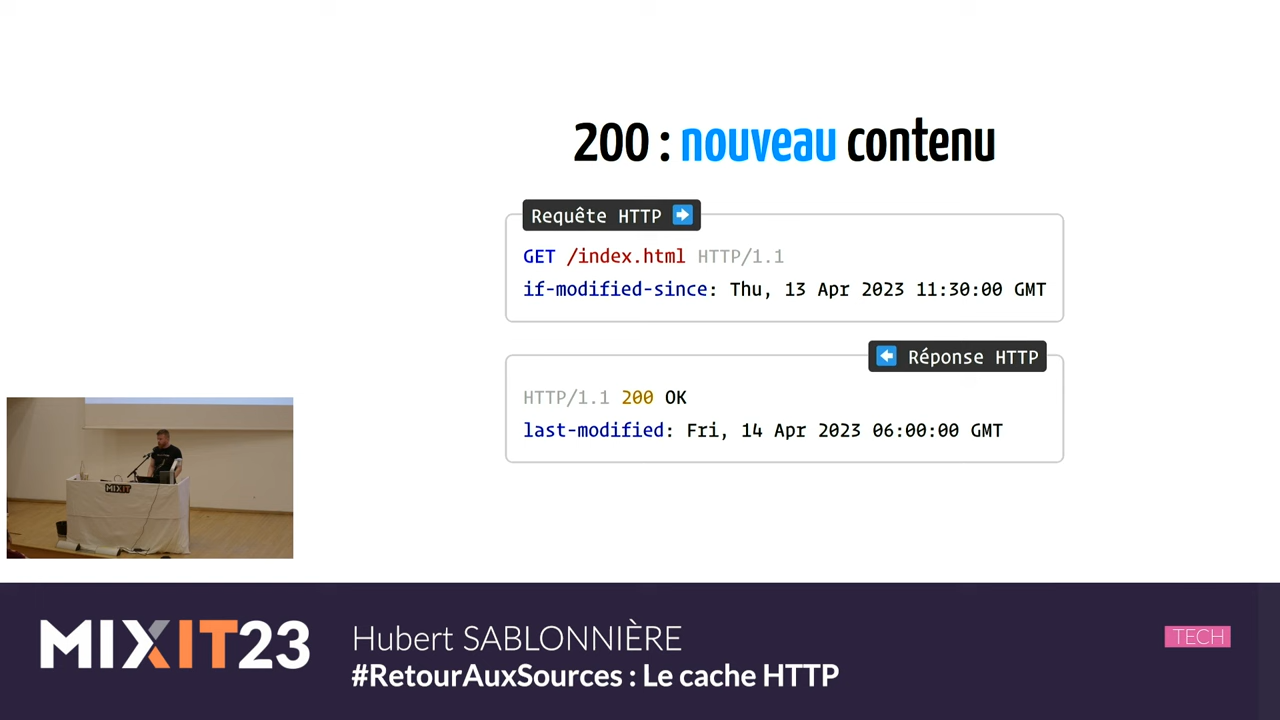 200 : nouveau contenu
Requête HTTP ➡️
GET /index.html HTTP/1.1
if-modified-since: Thu, 13 Apr 2023 11:30:00 GMT
⬅️ Réponse HTTP
HTTP/1.1 200 OK
last-modified: Fri, 14 Apr 2023 06:00:00 GMT
MIXIT
MIXIT23
Hubert SABLONNIÈRE
#RetourAuxSources : Le cache HTTP
TECH